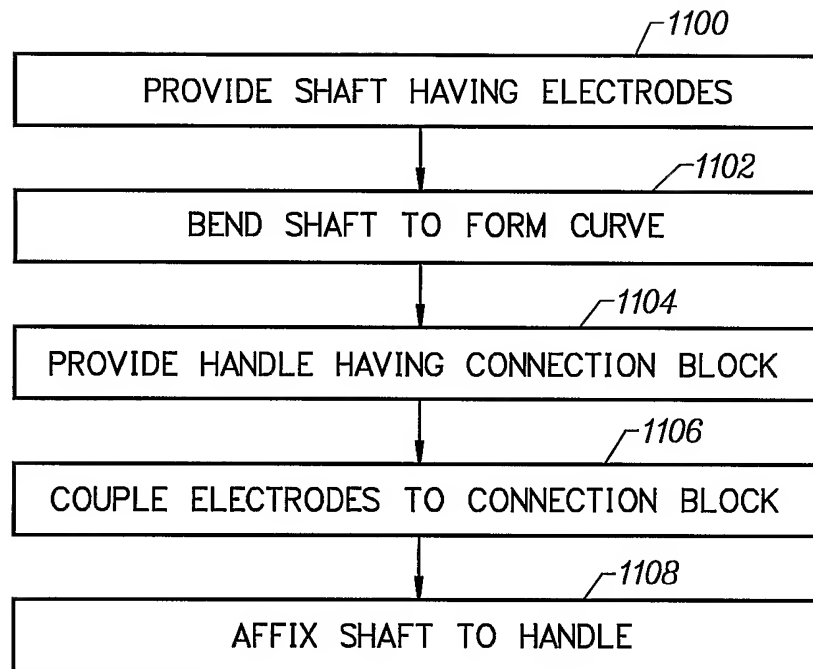 1100
PROVIDE SHAFT HAVING ELECTRODES
1102
BEND SHAFT TO FORM CURVE
1104
PROVIDE HANDLE HAVING CONNECTION BLOCK
1106
COUPLE ELECTRODES TO CONNECTION BLOCK
1108
AFFIX SHAFT TO HANDLE